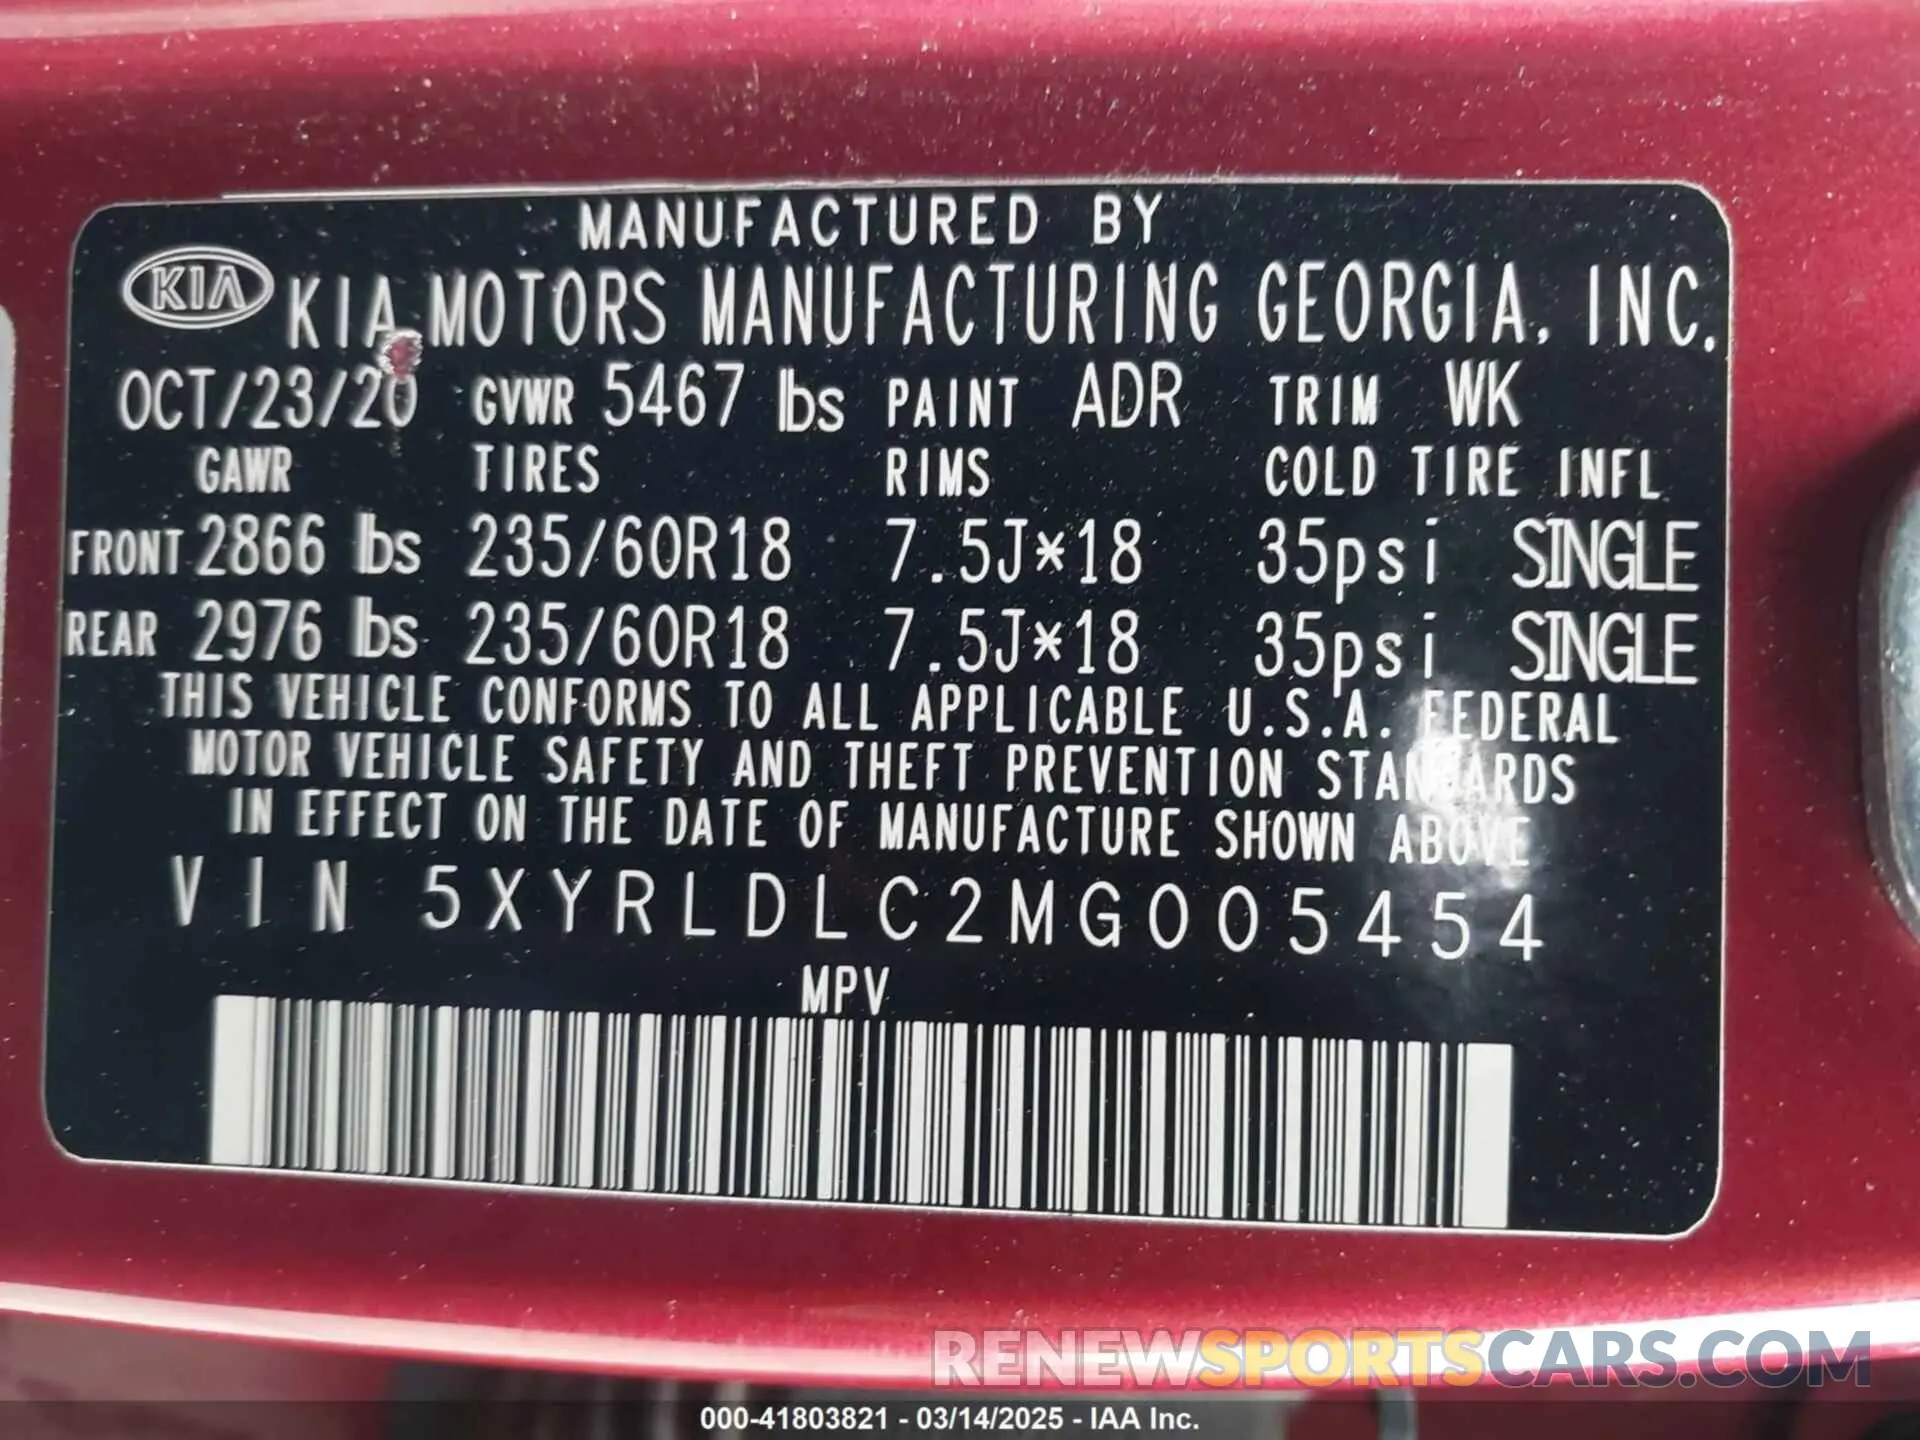 MANUFACTURED BY
KIA KIA MOTORS MANUFACTURING GEORGIA, INC.
OCT/23/20 GVWR 5467 lbs PAINT ADR TRIM WK
GAWR TIRES RIMS COLD TIRE INFL
FRONT 2866 lbs 235/60R18 7.5J*18 35psi SINGLE
REAR 2976 lbs 235/60R18 7.5J*18 35psi SINGLE
THIS VEHICLE CONFORMS TO ALL APPLICABLE U.S.A. FEDERAL
MOTOR VEHICLE SAFETY AND THEFT PREVENTION STANDARDS
IN EFFECT ON THE DATE OF MANUFACTURE SHOWN ABOVE
VIN 5XYRLDLC2MG005454
MPV
RENEWSPORTSCARS.COM
000-41803821 - 03/14/2025 - IAA Inc.